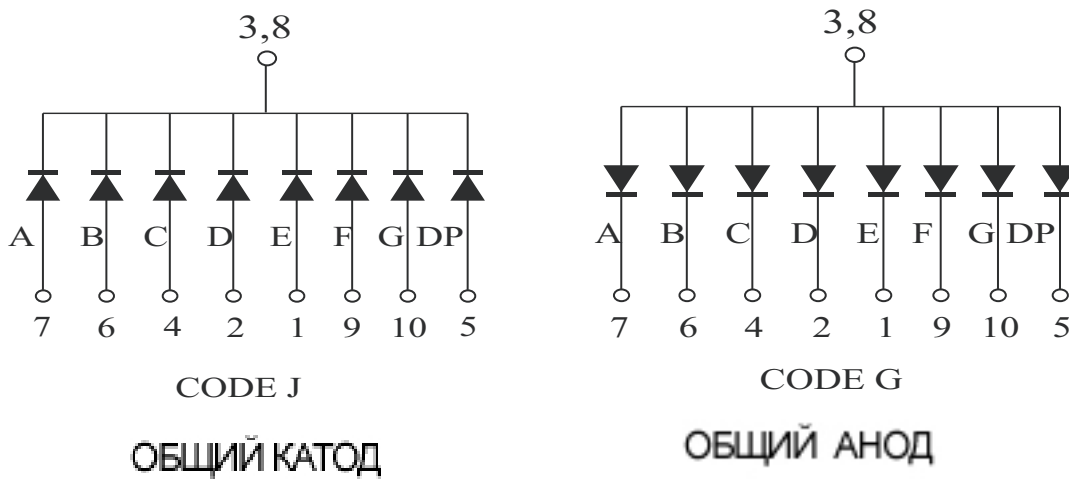 3,8
A B C D E F G DP
7 6 4 2 1 9 10 5
CODE J
ОБЩИЙ КАТОД
3,8
A B C D E F G DP
7 6 4 2 1 9 10 5
CODE G
ОБЩИЙ АНОД